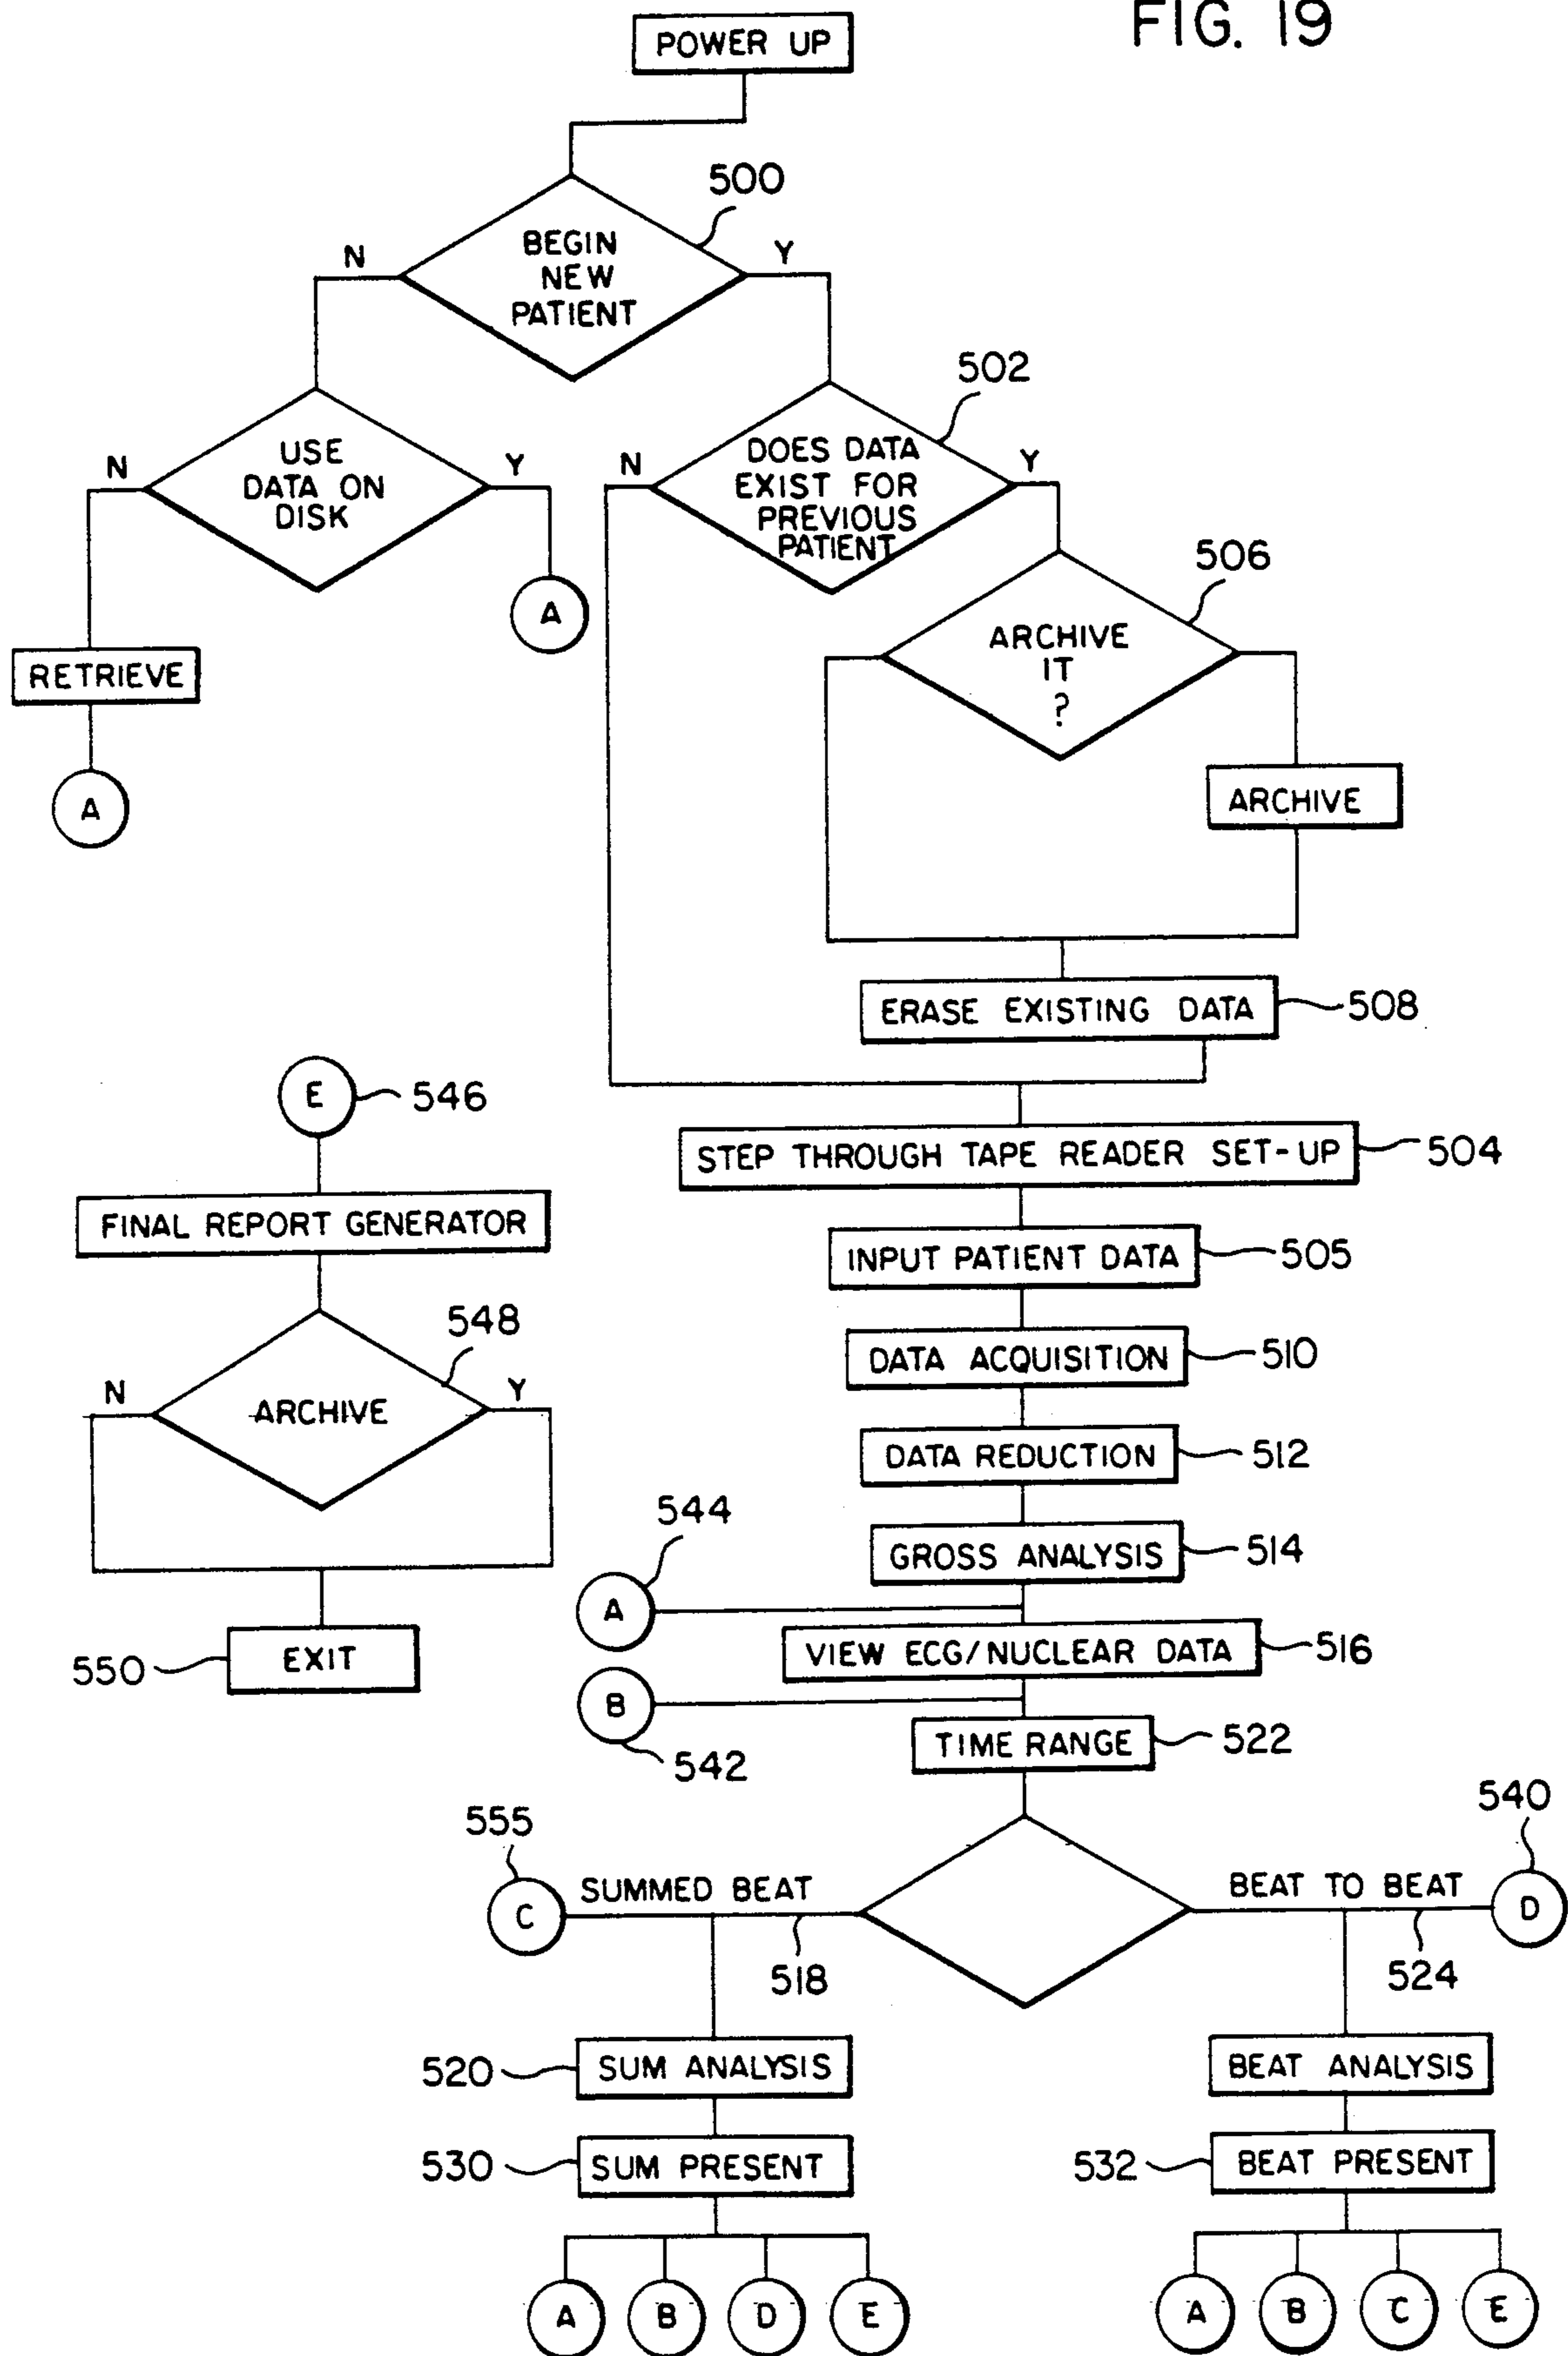 FIG. 19
POWER UP
500
BEGIN
NEW
PATIENT
N
Y
502
USE
DATA ON
DISK
N
Y
DOES DATA
EXIST FOR
PREVIOUS
PATIENT
N
Y
A
506
ARCHIVE
IT
?
RETRIEVE
A
ARCHIVE
ERASE EXISTING DATA
508
E
546
STEP THROUGH TAPE READER SET-UP
504
FINAL REPORT GENERATOR
INPUT PATIENT DATA
505
548
ARCHIVE
N
Y
DATA ACQUISITION
510
DATA REDUCTION
512
544
GROSS ANALYSIS
514
A
EXIT
550
VIEW ECG/NUCLEAR DATA
516
B
542
TIME RANGE
522
555
C
SUMMED BEAT
518
BEAT TO BEAT
524
540
D
520
SUM ANALYSIS
BEAT ANALYSIS
530
SUM PRESENT
532
BEAT PRESENT
A
B
D
E
A
B
C
E